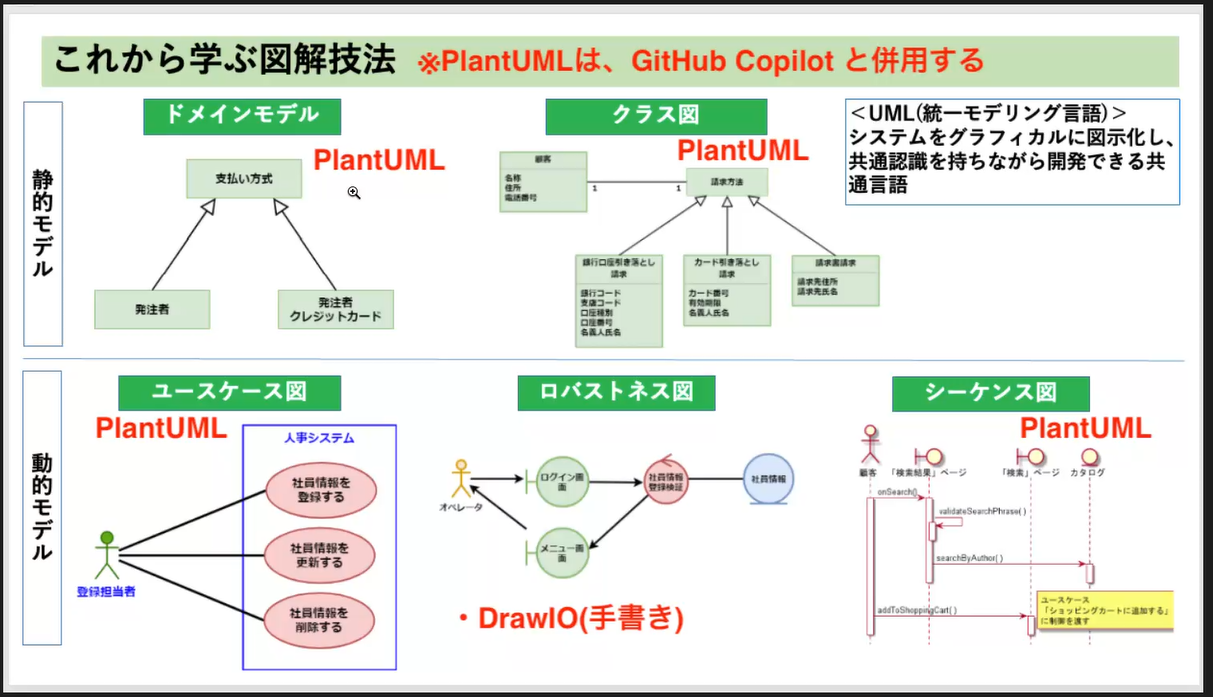 これから学ぶ図解技法 ※PlantUMLは、GitHub Copilot と併用する
静的モデル
ドメインモデル
PlantUML
支払い方式
発注者
発注者
クレジットカード
クラス図
PlantUML
顧客
名称
住所
電話番号
1
1
請求方法
銀行口座引き落とし
請求
銀行コード
支店コード
口座種別
口座番号
名義人氏名
カード引き落とし
請求
カード番号
有効期限
名義人氏名
請求書請求
請求先住所
請求先氏名
＜UML(統一モデリング言語)＞
システムをグラフィカルに図示化し、
共通認識を持ちながら開発できる共
通言語
動的モデル
ユースケース図
PlantUML
人事システム
社員情報を
登録する
社員情報を
更新する
社員情報を
削除する
登録担当者
ロバストネス図
オペレータ
ログイン画
面
社員情報
登録検証
社員情報
メニュー画
面
・DrawIO(手書き)
シーケンス図
PlantUML
顧客
「検索結果」ページ
「検索」ページ
カタログ
onSearch()
validateSearchPhrase( )
searchByAuthor( )
addToShoppingCart( )
ユースケース
「ショッピングカートに追加する」
に制御を渡す